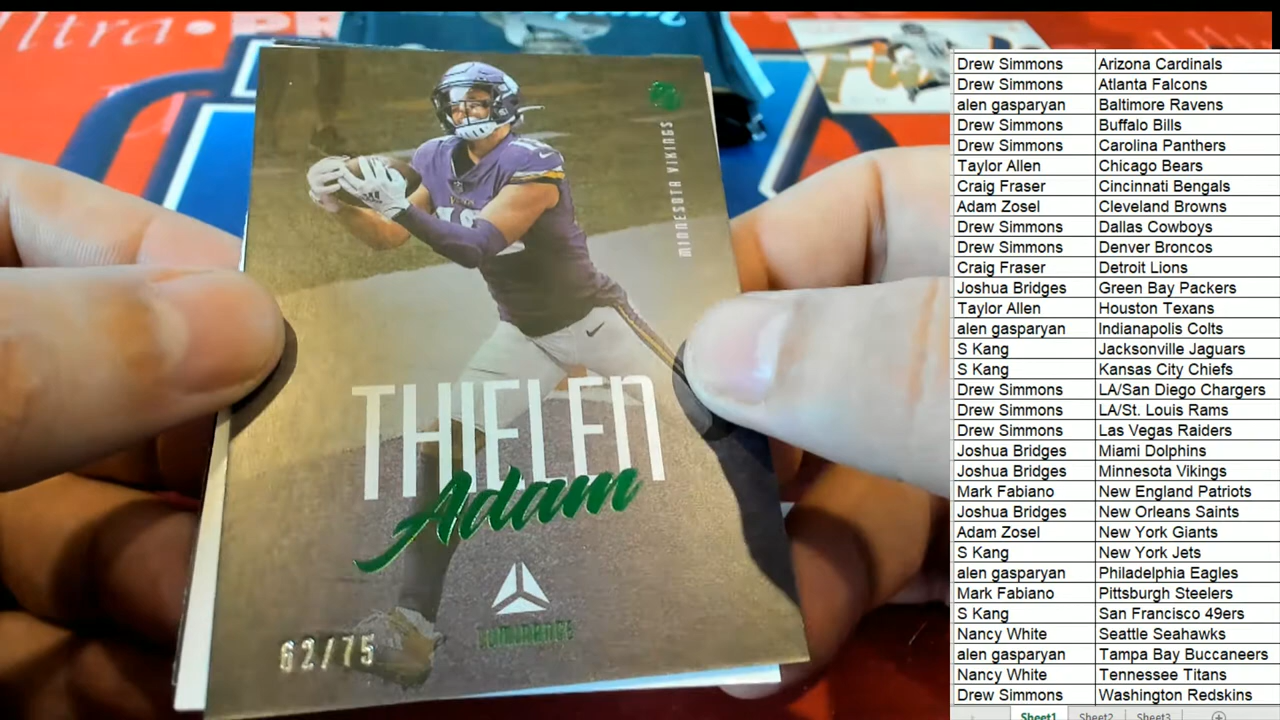 ltra
PR
MINNESOTA VIKINGS
THIELEN
Adam
LUMINANCE
62/75
Drew Simmons Arizona Cardinals
Drew Simmons Atlanta Falcons
alen gasparyan Baltimore Ravens
Drew Simmons Buffalo Bills
Drew Simmons Carolina Panthers
Taylor Allen Chicago Bears
Craig Fraser Cincinnati Bengals
Adam Zosel Cleveland Browns
Drew Simmons Dallas Cowboys
Drew Simmons Denver Broncos
Craig Fraser Detroit Lions
Joshua Bridges Green Bay Packers
Taylor Allen Houston Texans
alen gasparyan Indianapolis Colts
S Kang Jacksonville Jaguars
S Kang Kansas City Chiefs
Drew Simmons LA/San Diego Chargers
Drew Simmons LA/St. Louis Rams
Drew Simmons Las Vegas Raiders
Joshua Bridges Miami Dolphins
Joshua Bridges Minnesota Vikings
Mark Fabiano New England Patriots
Joshua Bridges New Orleans Saints
Adam Zosel New York Giants
S Kang New York Jets
alen gasparyan Philadelphia Eagles
Mark Fabiano Pittsburgh Steelers
S Kang San Francisco 49ers
Nancy White Seattle Seahawks
alen gasparyan Tampa Bay Buccaneers
Nancy White Tennessee Titans
Drew Simmons Washington Redskins
Sheet1 Sheet2 Sheet3